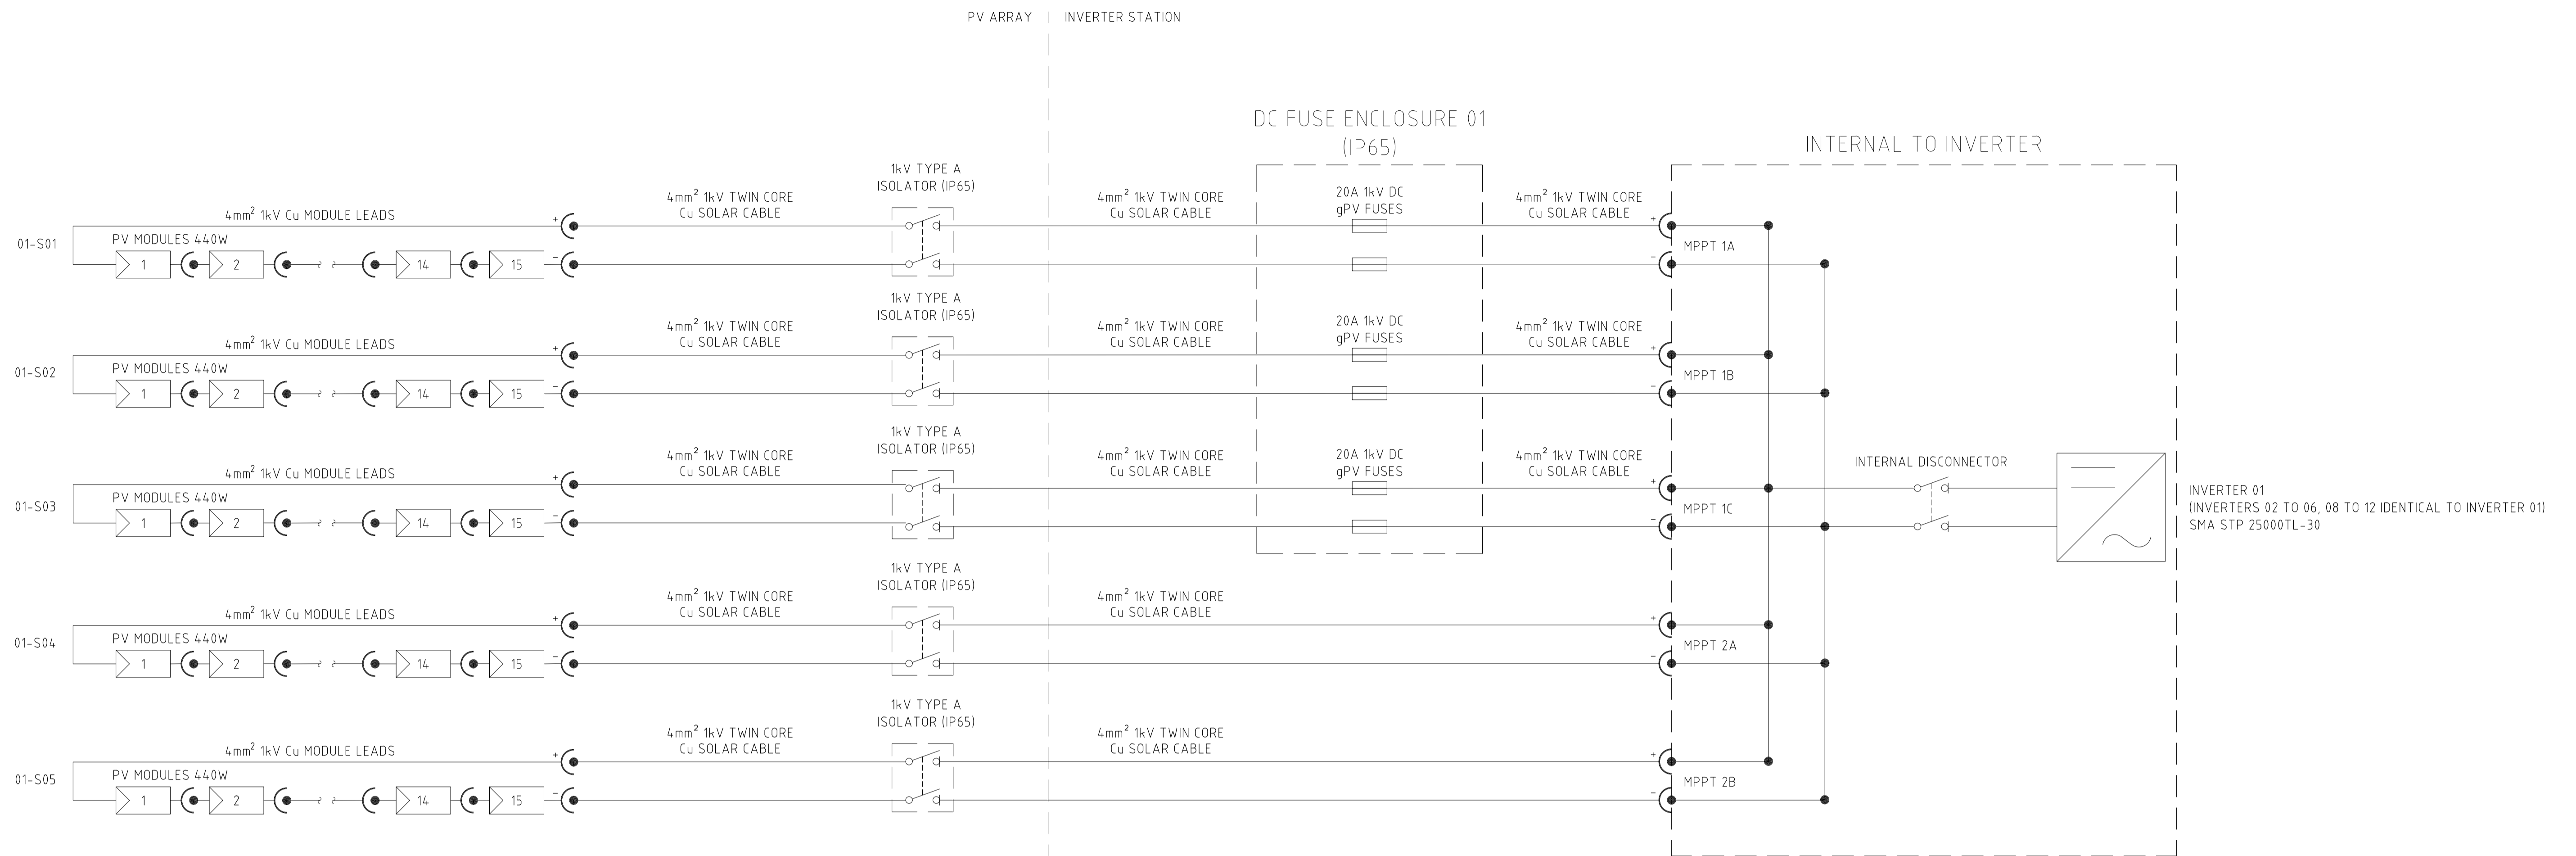 PV ARRAY
INVERTER STATION
DC FUSE ENCLOSURE 01
(IP65)
INTERNAL TO INVERTER
01-S01
4mm² 1kV Cu MODULE LEADS
PV MODULES 440W
1
2
14
15
+
-
4mm² 1kV TWIN CORE
Cu SOLAR CABLE
1kV TYPE A
ISOLATOR (IP65)
4mm² 1kV TWIN CORE
Cu SOLAR CABLE
20A 1kV DC
gPV FUSES
4mm² 1kV TWIN CORE
Cu SOLAR CABLE
+
-
MPPT 1A
01-S02
4mm² 1kV Cu MODULE LEADS
PV MODULES 440W
1
2
14
15
+
-
4mm² 1kV TWIN CORE
Cu SOLAR CABLE
1kV TYPE A
ISOLATOR (IP65)
4mm² 1kV TWIN CORE
Cu SOLAR CABLE
20A 1kV DC
gPV FUSES
4mm² 1kV TWIN CORE
Cu SOLAR CABLE
+
-
MPPT 1B
01-S03
4mm² 1kV Cu MODULE LEADS
PV MODULES 440W
1
2
14
15
+
-
4mm² 1kV TWIN CORE
Cu SOLAR CABLE
1kV TYPE A
ISOLATOR (IP65)
4mm² 1kV TWIN CORE
Cu SOLAR CABLE
20A 1kV DC
gPV FUSES
4mm² 1kV TWIN CORE
Cu SOLAR CABLE
+
-
MPPT 1C
INTERNAL DISCONNECTOR
INVERTER 01
(INVERTERS 02 TO 06, 08 TO 12 IDENTICAL TO INVERTER 01)
SMA STP 25000TL-30
01-S04
4mm² 1kV Cu MODULE LEADS
PV MODULES 440W
1
2
14
15
+
-
4mm² 1kV TWIN CORE
Cu SOLAR CABLE
1kV TYPE A
ISOLATOR (IP65)
4mm² 1kV TWIN CORE
Cu SOLAR CABLE
+
-
MPPT 2A
01-S05
4mm² 1kV Cu MODULE LEADS
PV MODULES 440W
1
2
14
15
+
-
4mm² 1kV TWIN CORE
Cu SOLAR CABLE
1kV TYPE A
ISOLATOR (IP65)
4mm² 1kV TWIN CORE
Cu SOLAR CABLE
+
-
MPPT 2B